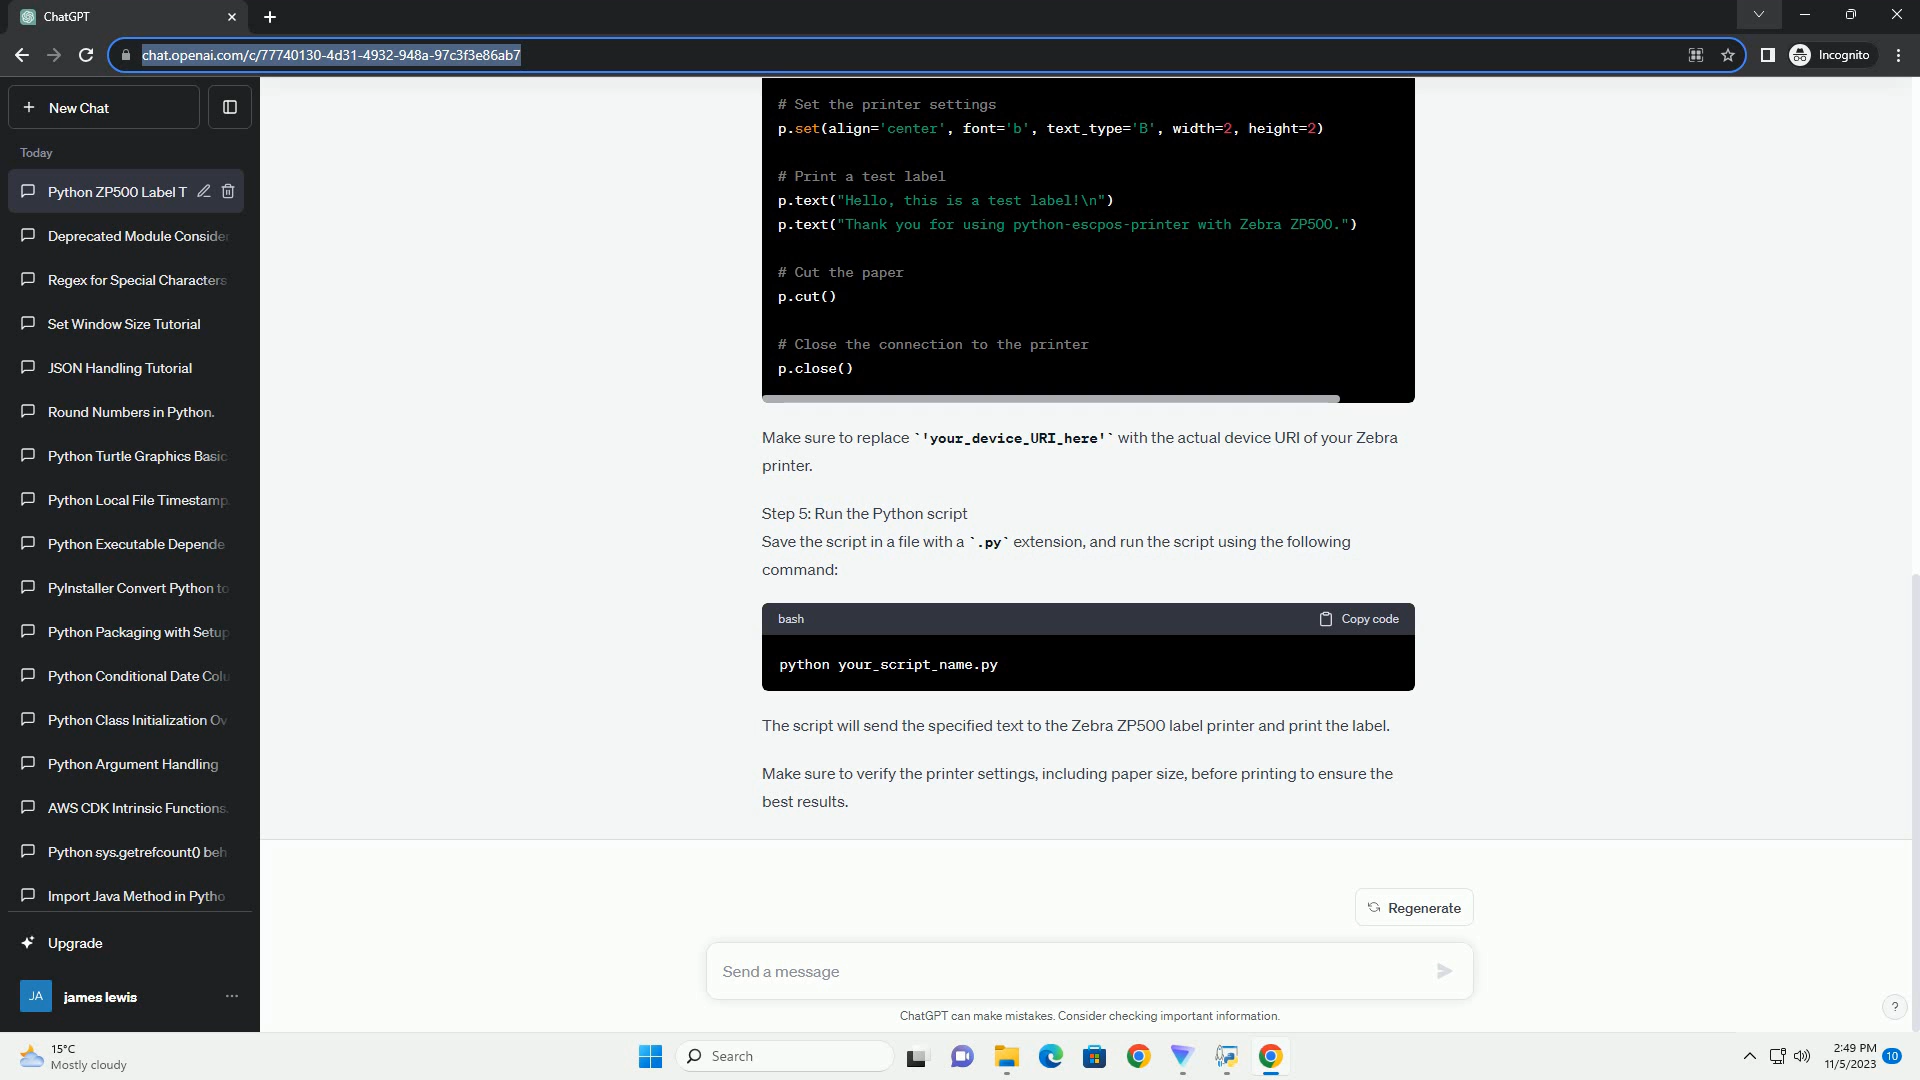 ChatGPT
chat.openai.com/c/77740130-4d31-4932-948a-97c3f3e86ab7
Incognito
New Chat
Today
Python ZP500 Label T
Deprecated Module Consider
Regex for Special Characters
Set Window Size Tutorial
JSON Handling Tutorial
Round Numbers in Python.
Python Turtle Graphics Basic
Python Local File Timestamp.
Python Executable Depende
PyInstaller Convert Python to
Python Packaging with Setup
Python Conditional Date Colu
Python Class Initialization Ov
Python Argument Handling
AWS CDK Intrinsic Functions.
Python sys.getrefcount() beh
Import Java Method in Pytho
Upgrade
JA
james lewis
# Set the printer settings
p.set(align='center', font='b', text_type='B', width=2, height=2)
# Print a test label
p.text("Hello, this is a test label!\n")
p.text("Thank you for using python-escpos-printer with Zebra ZP500.")
# Cut the paper
p.cut()
# Close the connection to the printer
p.close()
Make sure to replace `'your_device_URI_here'` with the actual device URI of your Zebra
printer.
Step 5: Run the Python script
Save the script in a file with a `.py` extension, and run the script using the following
command:
bash
Copy code
python your_script_name.py
The script will send the specified text to the Zebra ZP500 label printer and print the label.
Make sure to verify the printer settings, including paper size, before printing to ensure the
best results.
Regenerate
Send a message
ChatGPT can make mistakes. Consider checking important information.
?
15°C
Mostly cloudy
Search
2:49 PM
11/5/2023
10